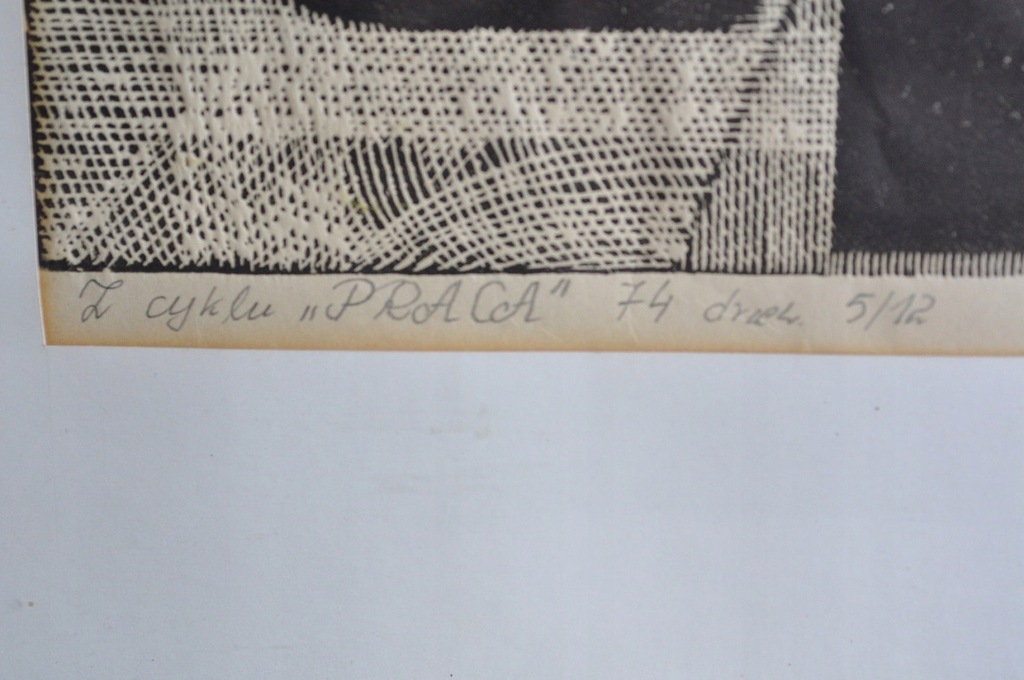 Z cyklu „PRACA" 74 drzew. 5/12